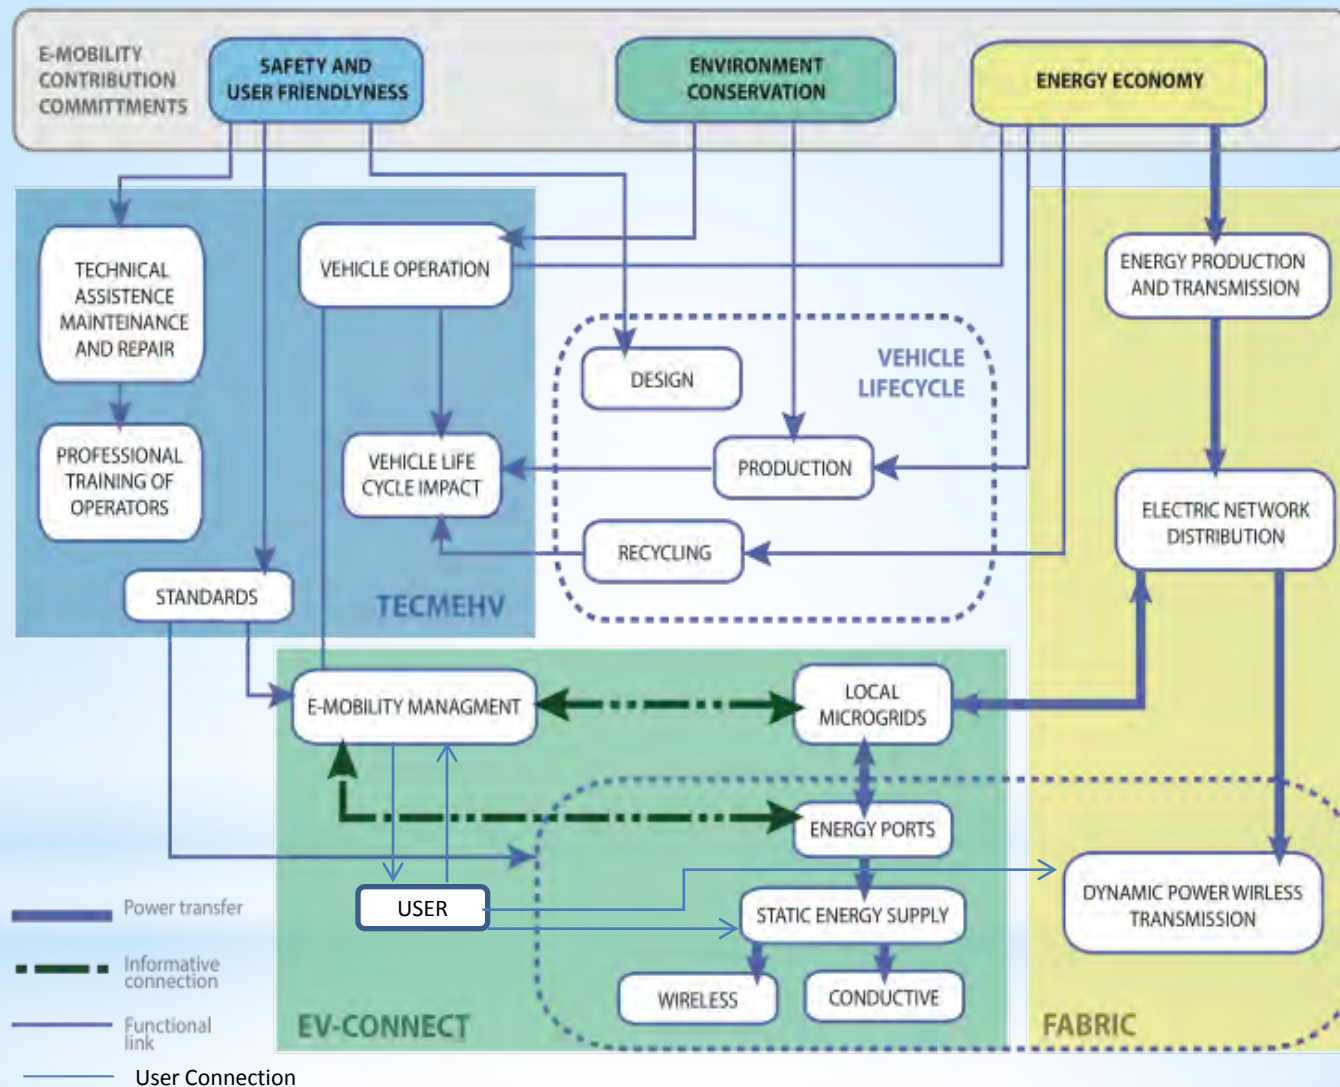 E-MOBILITY
CONTRIBUTION
COMMITTMENTS
SAFETY AND
USER FRIENDLYNESS
ENVIRONMENT
CONSERVATION
ENERGY ECONOMY
TECHNICAL
ASSISTENCE
MAINTEINANCE
AND REPAIR
VEHICLE OPERATION
ENERGY PRODUCTION
AND TRANSMISSION
VEHICLE
LIFECYCLE
DESIGN
PROFESSIONAL
TRAINING OF
OPERATORS
VEHICLE LIFE
CYCLE IMPACT
PRODUCTION
ELECTRIC NETWORK
DISTRIBUTION
RECYCLING
STANDARDS
TECMEHV
E-MOBILITY MANAGMENT
LOCAL
MICROGRIDS
ENERGY PORTS
USER
STATIC ENERGY SUPPLY
DYNAMIC POWER WIRLESS
TRANSMISSION
WIRELESS
CONDUCTIVE
EV-CONNECT
FABRIC
Power transfer
Informative
connection
Functional
link
User Connection